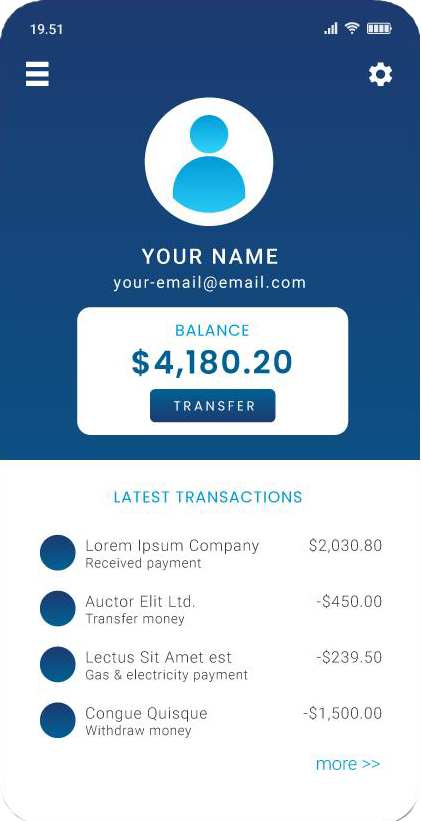 19.51
YOUR NAME
your-email@email.com
BALANCE
$4,180.20
TRANSFER
LATEST TRANSACTIONS
Lorem Ipsum Company $2,030.80
Received payment
Auctor Elit Ltd. -$450.00
Transfer money
Lectus Sit Amet est -$239.50
Gas & electricity payment
Congue Quisque -$1,500.00
Withdraw money
more >>